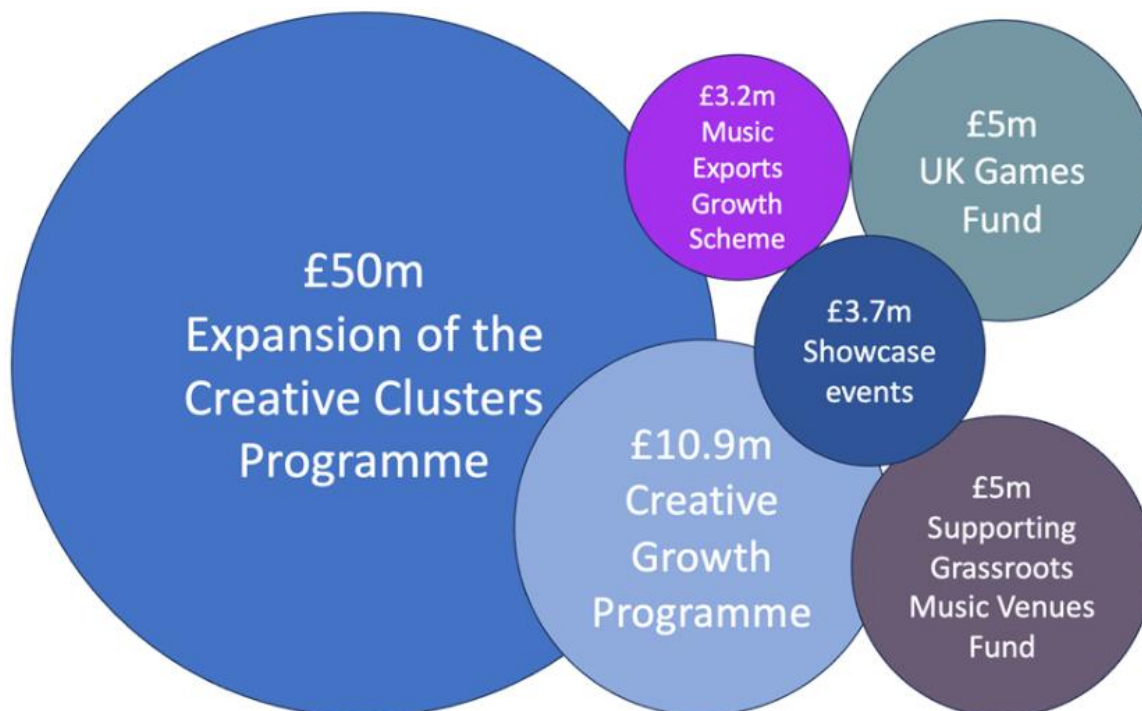 £50m
Expansion of the
Creative Clusters
Programme
£3.2m
Music
Exports
Growth
Scheme
£5m
UK Games
Fund
£3.7m
Showcase
events
£10.9m
Creative
Growth
Programme
£5m
Supporting
Grassroots
Music Venues
Fund